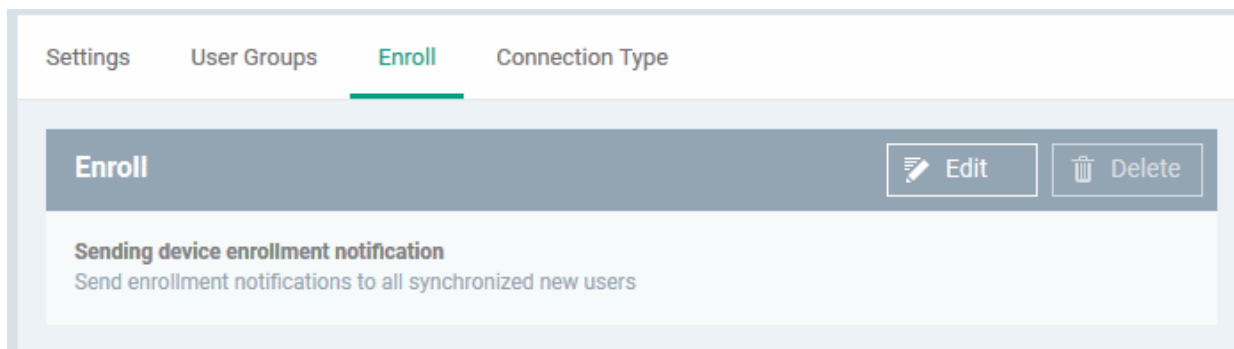 Settings User Groups Enroll Connection Type
Enroll Edit Delete
Sending device enrollment notification
Send enrollment notifications to all synchronized new users